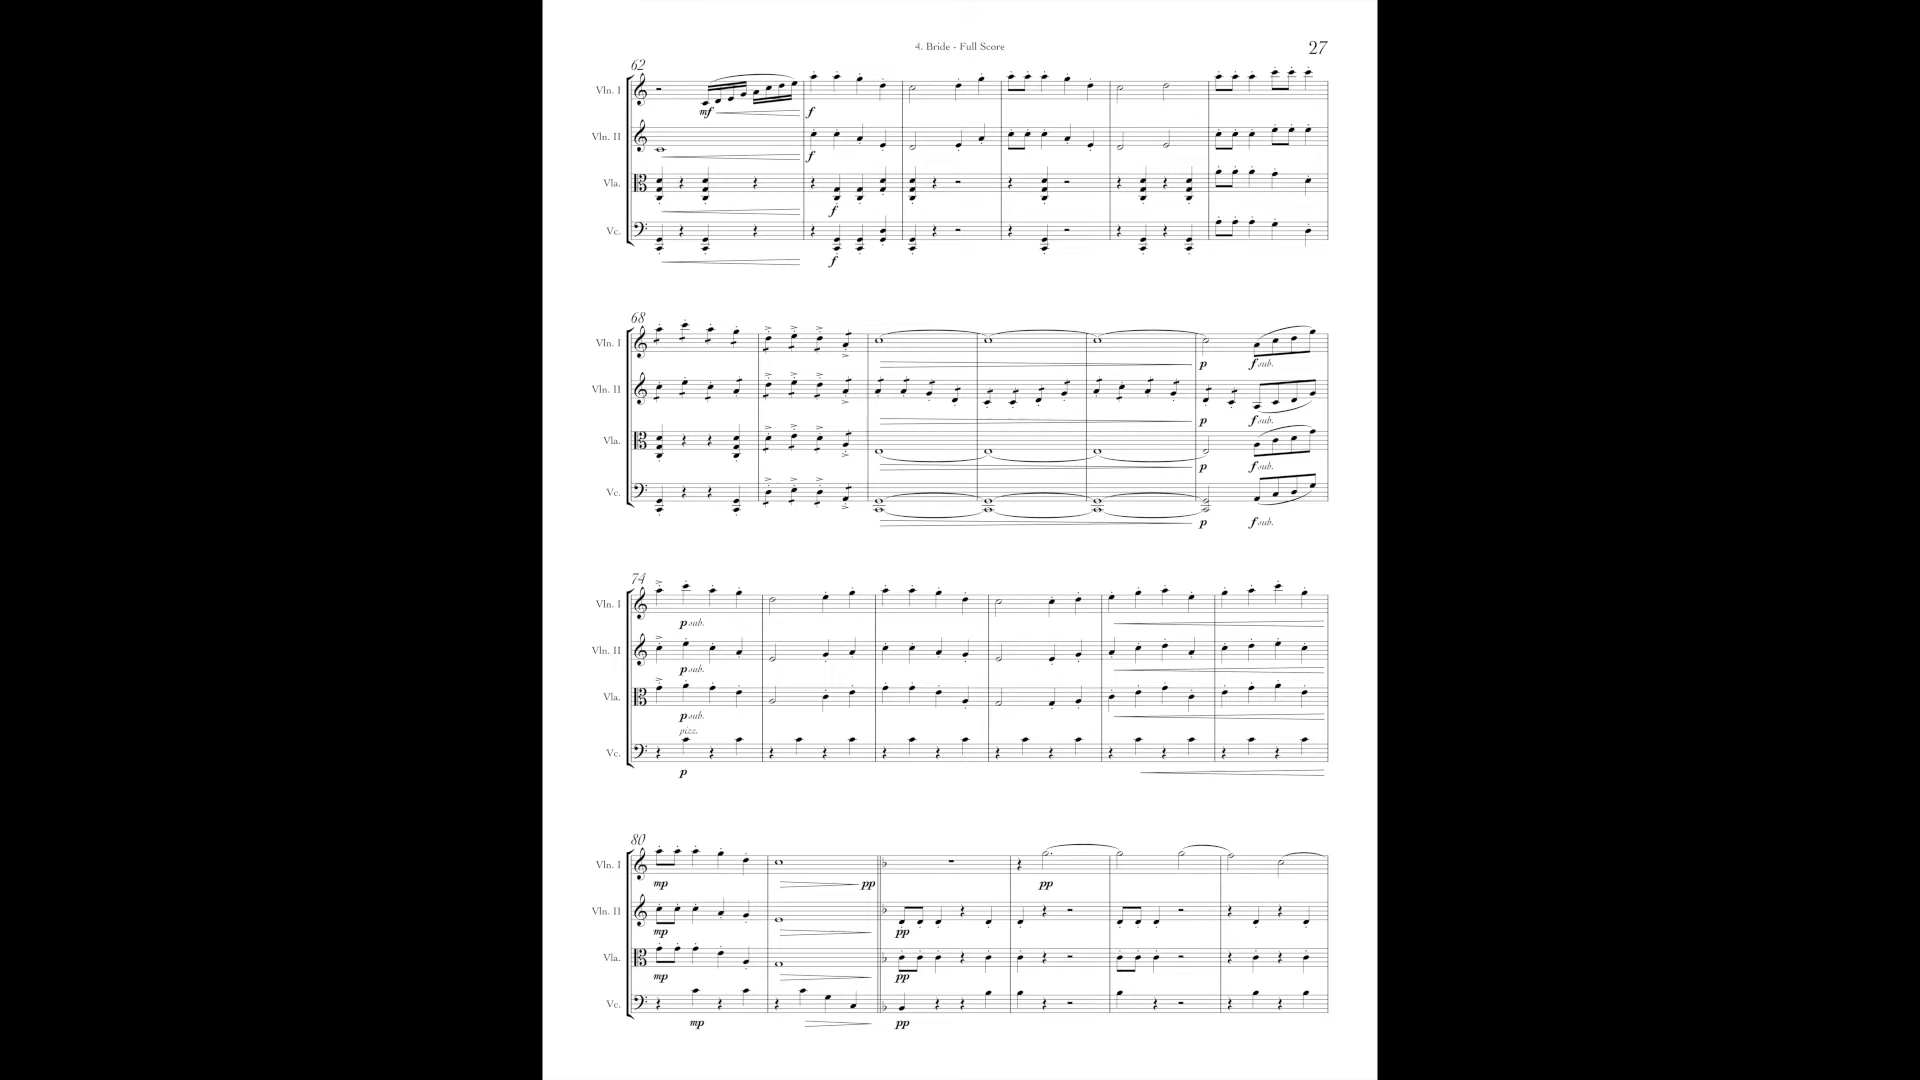 4. Bride - Full Score
27
62
Vln. I
mf f
Vln. II
f
Vla.
f
Vc.
f
68
Vln. I
p f sub.
Vln. II
p f sub.
Vla.
p f sub.
Vc.
p f sub.
74
Vln. I
p sub.
Vln. II
p sub.
Vla.
p sub.
pizz.
Vc.
p
80
Vln. I
mp pp pp
Vln. II
mp pp
Vla.
mp pp
Vc.
mp pp